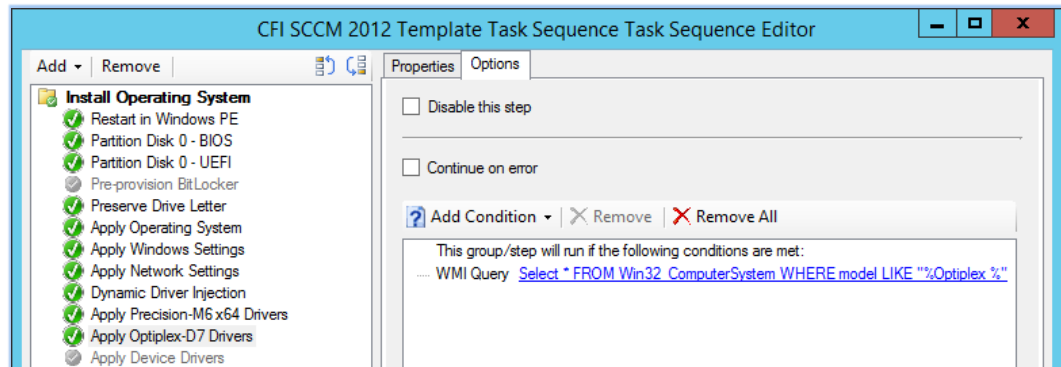 CFI SCCM 2012 Template Task Sequence Task Sequence Editor
Add Remove
Properties Options
Install Operating System
Restart in Windows PE
Partition Disk 0 - BIOS
Partition Disk 0 - UEFI
Pre-provision BitLocker
Preserve Drive Letter
Apply Operating System
Apply Windows Settings
Apply Network Settings
Dynamic Driver Injection
Apply Precision-M6 x64 Drivers
Apply Optiplex-D7 Drivers
Apply Device Drivers
Disable this step
Continue on error
Add Condition Remove Remove All
This group/step will run if the following conditions are met:
WMI Query Select * FROM Win32_ComputerSystem WHERE model LIKE "%Optiplex %"